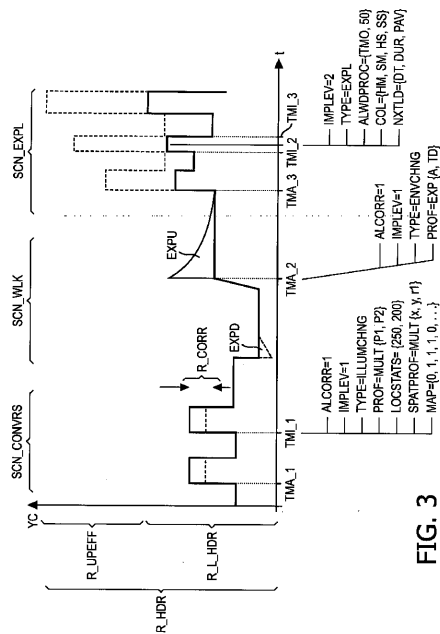 SCN_CONVRS
SCN_WLK
SCN_EXPL
YC
t
R_UPEFF
R_L_HDR
R_HDR
R_CORR
EXPD
EXPU
TMA_1
TMI_1
TMA_2
TMA_3
TMI_2
TMI_3
ALCORR=1
IMPLEV=1
TYPE=ILLUMCHNG
PROF=MULT {P1, P2}
LOCSTATS= {250, 200}
SPATPROF=MULT {x, y, r1}
MAP={0, 1, 1, 1, 0, ...}
ALCORR=1
IMPLEV=1
TYPE=ENVCHNG
PROF=EXP {A, TD}
IMPLEV=2
TYPE=EXPL
ALWDPROC={TMO, 50}
COL={HM, SM, HS, SS}
NXTLD={DT, DUR, PAV}
FIG. 3